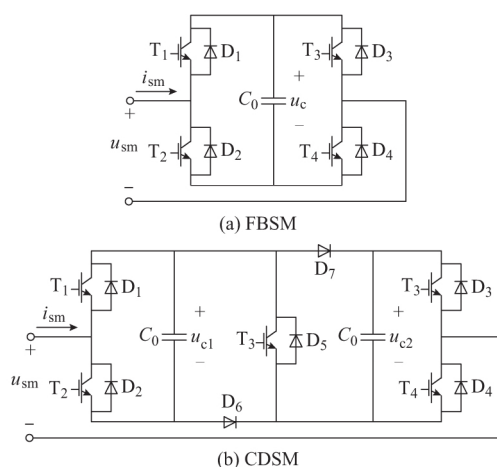 T1
D1
T3
D3
ism
+
+
C0
uc
usm
−
T2
D2
T4
D4
−
(a) FBSM
D7
T1
D1
T3
D3
ism
+
+
+
C0
uc1
T3
D5
C0
uc2
−
−
usm
T2
D2
D6
T4
D4
−
(b) CDSM